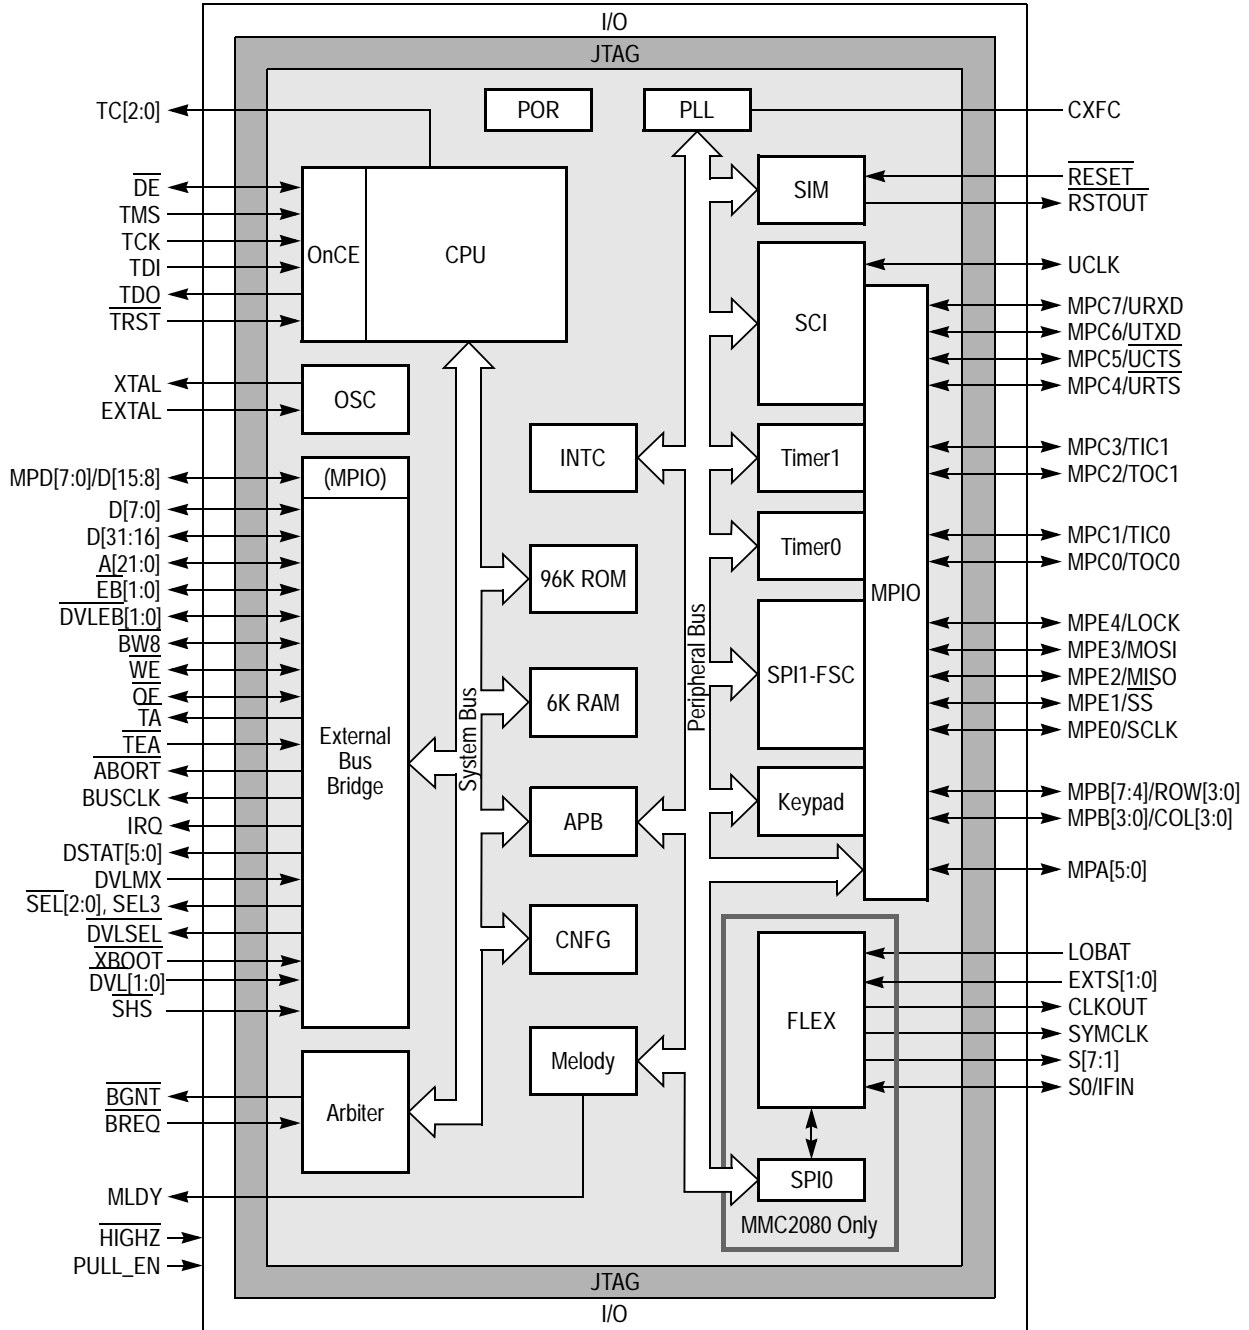 I/O
JTAG
TC[2:0]
POR
PLL
CXFC
DE
TMS
TCK
TDI
TDO
TRST
OnCE
CPU
SIM
RESET
RSTOUT
SCI
UCLK
MPC7/URXD
MPC6/UTXD
MPC5/UCTS
MPC4/URTS
XTAL
EXTAL
OSC
INTC
Timer1
MPC3/TIC1
MPC2/TOC1
MPD[7:0]/D[15:8]
(MPIO)
D[7:0]
D[31:16]
A[21:0]
EB[1:0]
DVLEB[1:0]
BW8
WE
OE
TA
TEA
ABORT
BUSCLK
IRQ
DSTAT[5:0]
DVLMX
SEL[2:0], SEL3
DVLSEL
XBOOT
DVL[1:0]
SHS
External
Bus
Bridge
System Bus
96K ROM
6K RAM
APB
CNFG
Melody
Peripheral Bus
Timer0
MPC1/TIC0
MPC0/TOC0
MPIO
SPI1-FSC
MPE4/LOCK
MPE3/MOSI
MPE2/MISO
MPE1/SS
MPE0/SCLK
Keypad
MPB[7:4]/ROW[3:0]
MPB[3:0]/COL[3:0]
MPA[5:0]
FLEX
LOBAT
EXTS[1:0]
CLKOUT
SYMCLK
S[7:1]
S0/IFIN
BGNT
BREQ
Arbiter
SPI0
MMC2080 Only
MLDY
HIGHZ
PULL_EN
JTAG
I/O